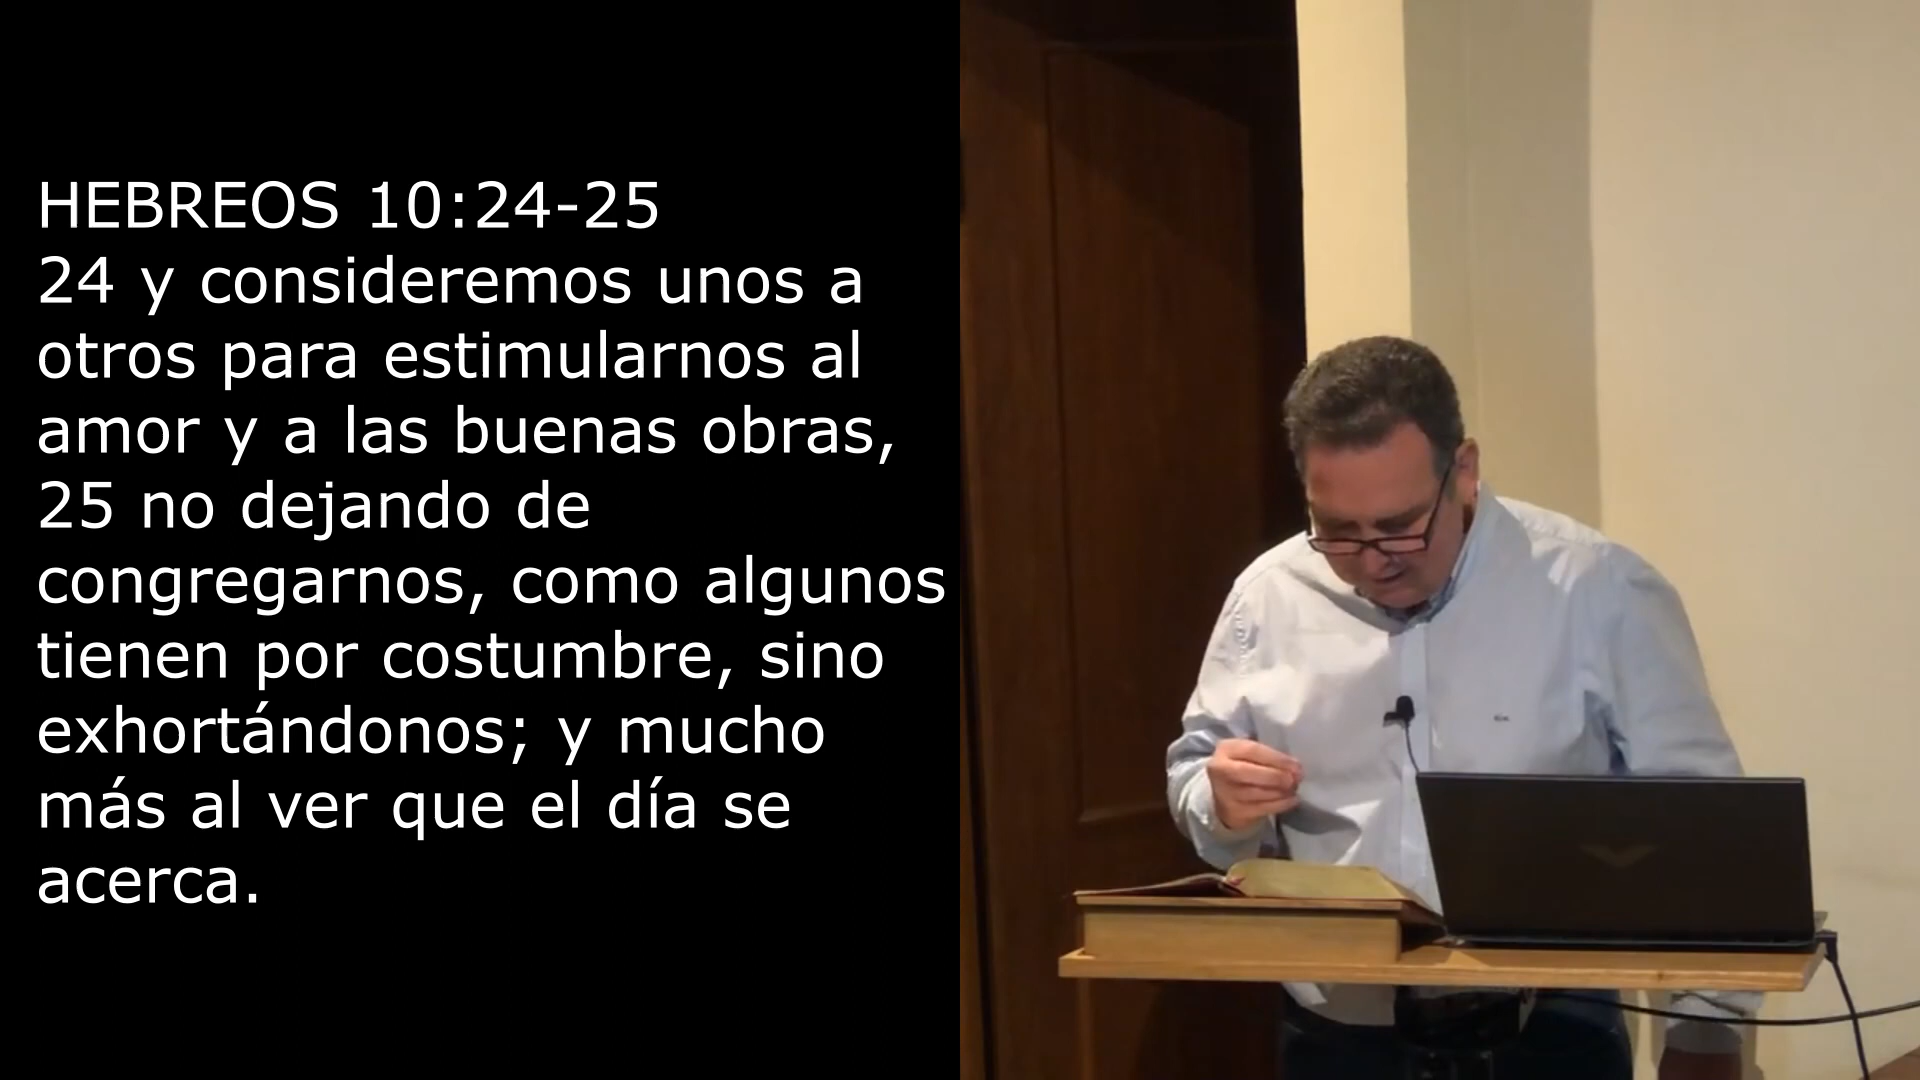 HEBREOS 10:24-25
24 y consideremos unos a
otros para estimularnos al
amor y a las buenas obras,
25 no dejando de
congregarnos, como algunos
tienen por costumbre, sino
exhortándonos; y mucho
más al ver que el día se
acerca.